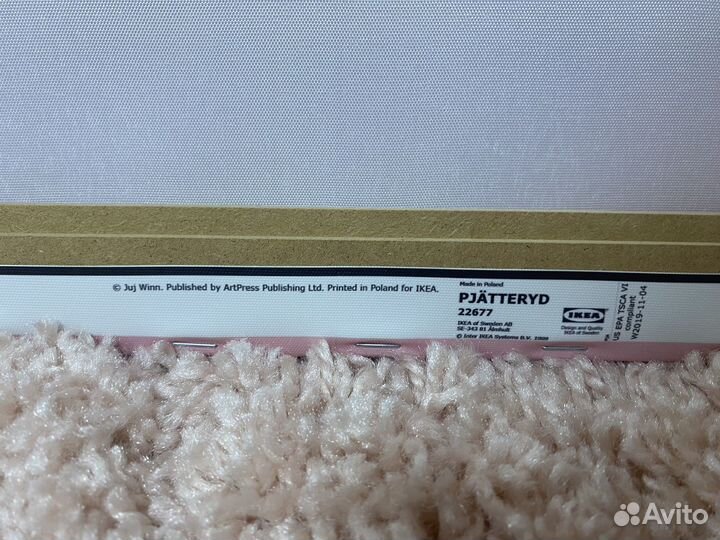 © Juj Winn. Published by ArtPress Publishing Ltd. Printed in Poland for IKEA.
Made in Poland
PJÄTTERYD
22677
IKEA of Sweden AB
SE-343 81 Älmhult
© Inter IKEA Systems B.V. 1999
IKEA
Design and Quality
IKEA of Sweden
US EPA TSCA VI
compliant
W2019-11-04
Avito